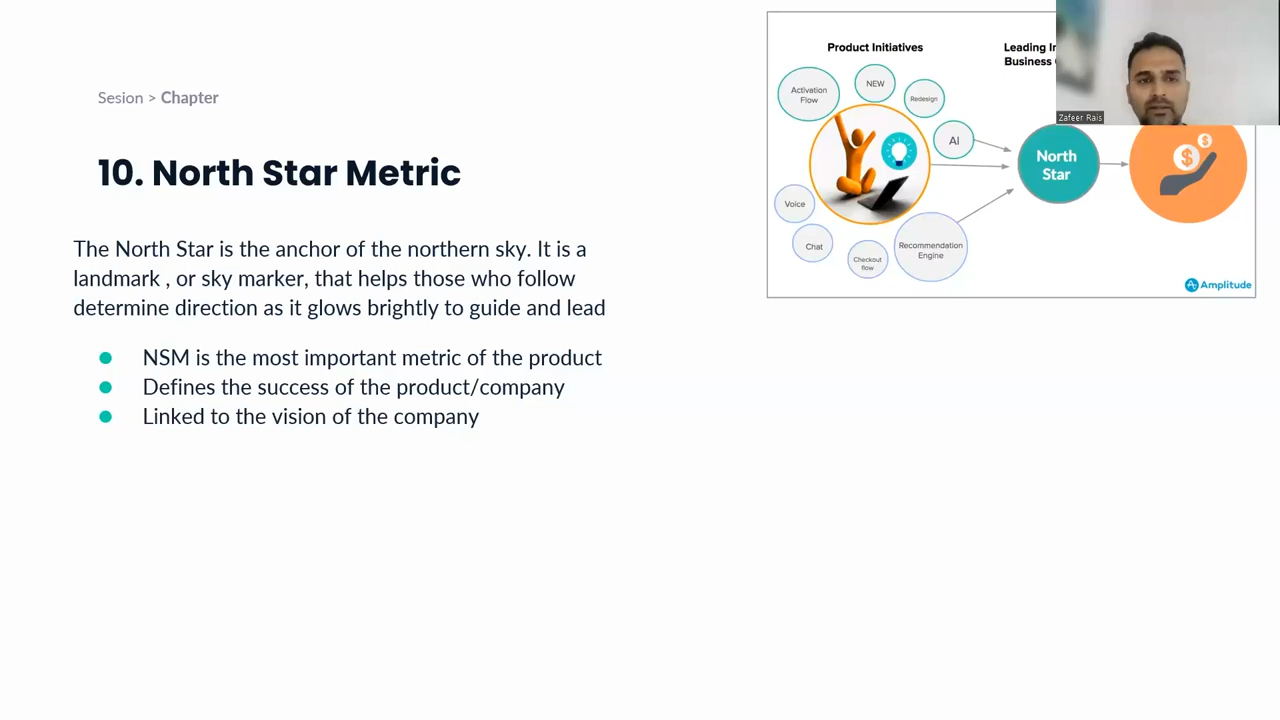 Sesion > Chapter
10. North Star Metric
The North Star is the anchor of the northern sky. It is a
landmark , or sky marker, that helps those who follow
determine direction as it glows brightly to guide and lead
NSM is the most important metric of the product
Defines the success of the product/company
Linked to the vision of the company
Product Initiatives
Leading
Business
Activation
Flow
NEW
Redesign
AI
Voice
Chat
Checkout
flow
Recommendation
Engine
North
Star
$
$
Amplitude
Zafeer Rais